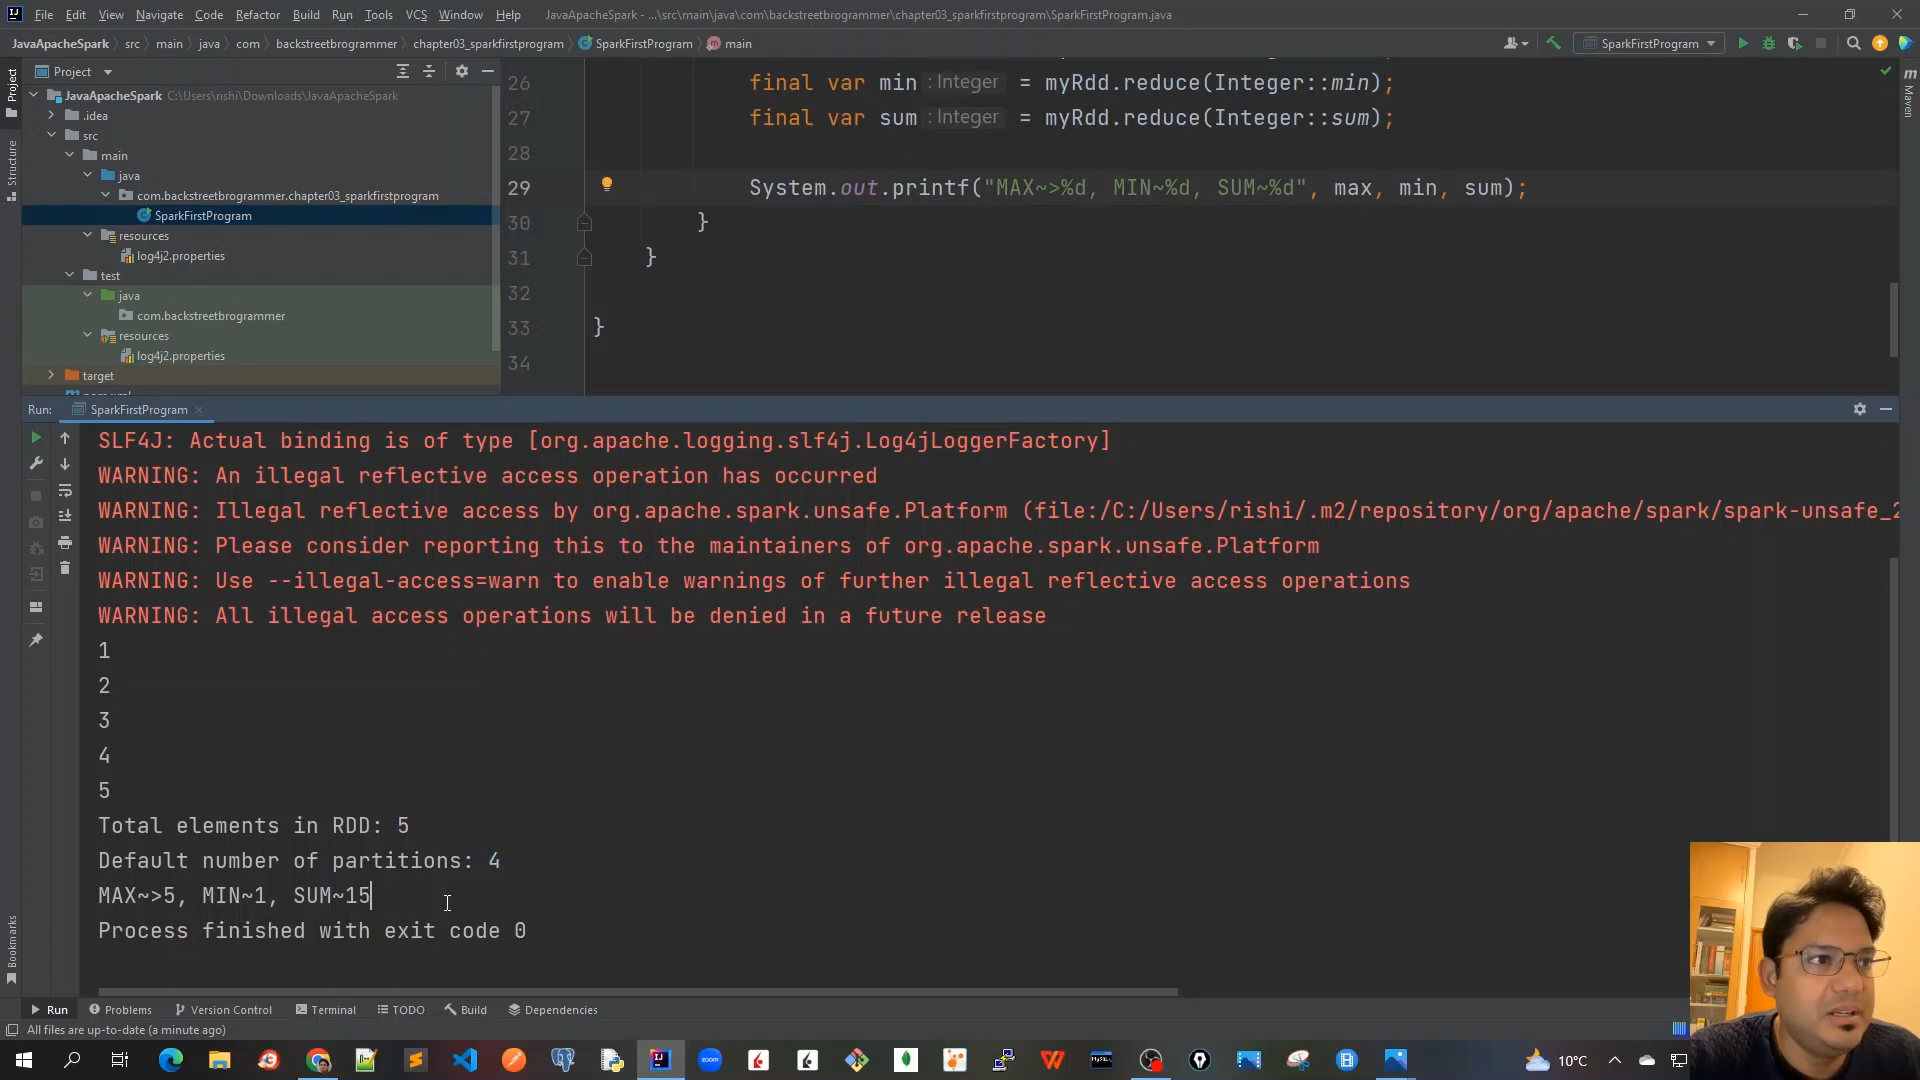 File Edit View Navigate Code Refactor Build Run Tools VCS Window Help JavaApacheSpark - ...\src\main\java\com\backstreetbrogrammer\chapter03_sparkfirstprogram\SparkFirstProgram.java
JavaApacheSpark src main java com backstreetbrogrammer chapter03_sparkfirstprogram SparkFirstProgram main SparkFirstProgram
Project
JavaApacheSpark C:\Users\rishi\Downloads\JavaApacheSpark
.idea
src
main
java
com.backstreetbrogrammer.chapter03_sparkfirstprogram
SparkFirstProgram
resources
log4j2.properties
test
java
com.backstreetbrogrammer
resources
log4j2.properties
target
26 final var min : Integer = myRdd.reduce(Integer::min);
27 final var sum : Integer = myRdd.reduce(Integer::sum);
28
29 System.out.printf("MAX~>%d, MIN~%d, SUM~%d", max, min, sum);
30 }
31 }
32
33 }
34
Project
Structure
Bookmarks
Maven
Run: SparkFirstProgram
SLF4J: Actual binding is of type [org.apache.logging.slf4j.Log4jLoggerFactory]
WARNING: An illegal reflective access operation has occurred
WARNING: Illegal reflective access by org.apache.spark.unsafe.Platform (file:/C:/Users/rishi/.m2/repository/org/apache/spark/spark-unsafe_2
WARNING: Please consider reporting this to the maintainers of org.apache.spark.unsafe.Platform
WARNING: Use --illegal-access=warn to enable warnings of further illegal reflective access operations
WARNING: All illegal access operations will be denied in a future release
1
2
3
4
5
Total elements in RDD: 5
Default number of partitions: 4
MAX~>5, MIN~1, SUM~15
Process finished with exit code 0
Run Problems Version Control Terminal TODO Build Dependencies
All files are up-to-date (a minute ago)
10°C